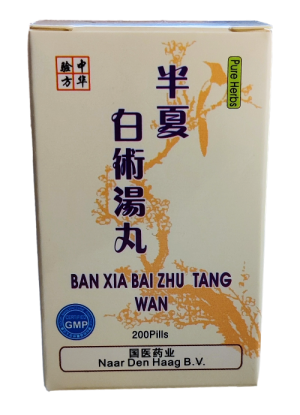 中华
验方
Pure Herbs
半夏
白術湯丸
BAN XIA BAI ZHU TANG
WAN
GMP
200Pills
国医药业
Naar Den Haag B.V.